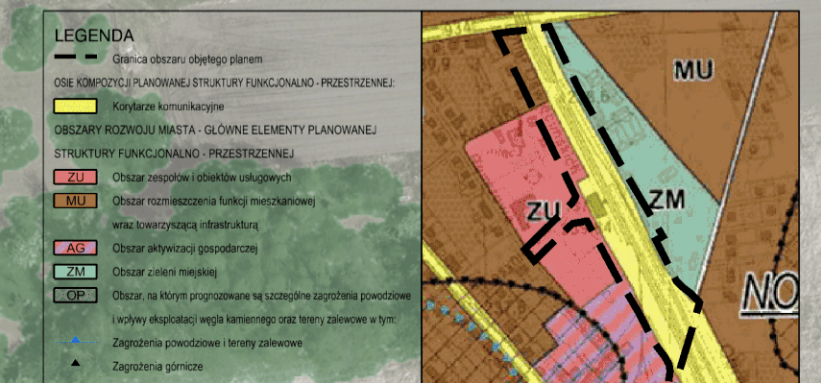 LEGENDA
Granica obszaru objętego planem
OSIE KOMPOZYCJI PLANOWANEJ STRUKTURY FUNKCJONALNO - PRZESTRZENNEJ:
Korytarze komunikacyjne
OBSZARY ROZWOJU MIASTA - GŁÓWNE ELEMENTY PLANOWANEJ
STRUKTURY FUNKCJONALNO - PRZESTRZENNEJ
ZU Obszar zespołów i obiektów usługowych
MU Obszar rozmieszczenia funkcji mieszkaniowej
wraz towarzyszącą infrastrukturą
AG Obszar aktywizacji gospodarczej
ZM Obszar zieleni miejskiej
OP Obszar, na którym prognozowane są szczególne zagrożenia powodziowe
i wpływy eksploatacji węgla kamiennego oraz tereny zalewowe w tym:
Zagrożenia powodziowe i tereny zalewowe
Zagrożenia górnicze
934
MU
ZM
ZU
NO